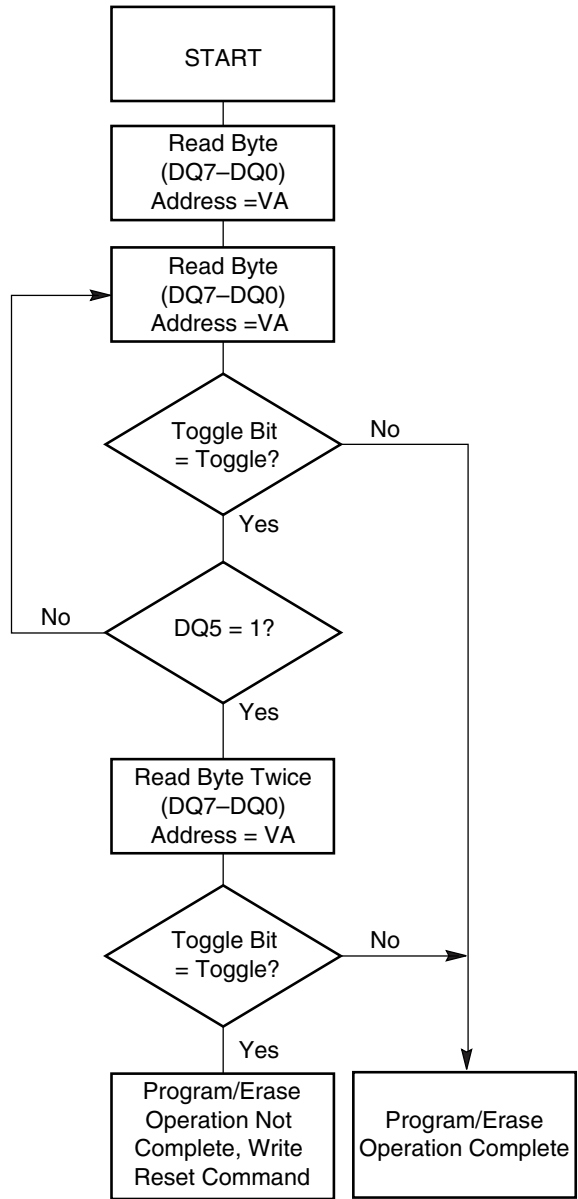 START
Read Byte
(DQ7–DQ0)
Address =VA
Read Byte
(DQ7–DQ0)
Address =VA
Toggle Bit
= Toggle?
No
Yes
No
DQ5 = 1?
Yes
Read Byte Twice
(DQ7–DQ0)
Address = VA
Toggle Bit
= Toggle?
No
Yes
Program/Erase
Operation Not
Complete, Write
Reset Command
Program/Erase
Operation Complete